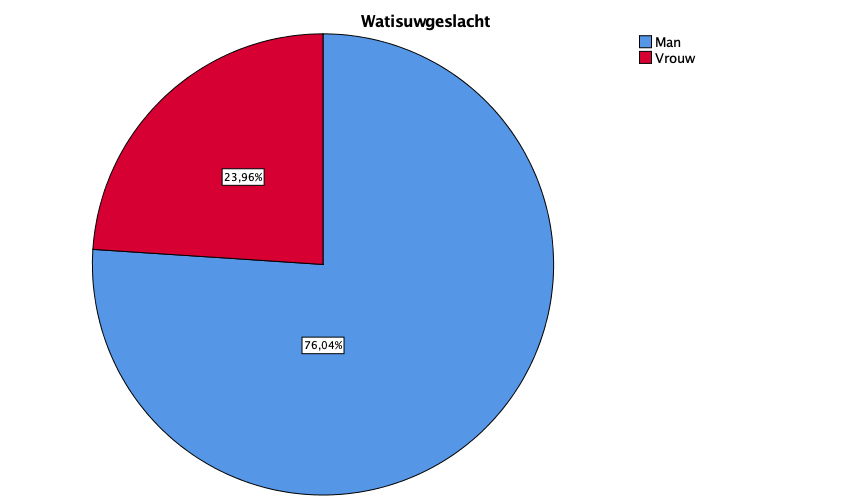 Watisuwgeslacht
Man
Vrouw
23,96%
76,04%